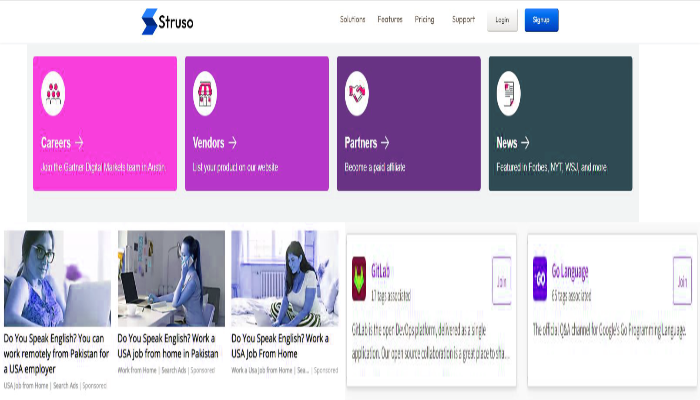 Struso
Solutions Features Pricing Support Login Signup
Careers →
Join the Gartner Digital Markets team in Austin
Vendors →
List your product on our website
Partners →
Become a paid affiliate
News →
Featured in Forbes, NYT, WSJ, and more
Do You Speak English? You can
work remotely from Pakistan for
a USA employer
USA job from Home | Search Ads | Sponsored
Do You Speak English? Work a
USA job from home in Pakistan
Work from Home | Search Ads | Sponsored
Do You Speak English? Work a
USA Job From Home
Work a Usa job from Home | Sea... | Sponsored
GitLab
17 tags associated
Join
GitLab is the open DevOps platform, delivered as a single
application. Our open source collaboration is a great place to sha...
Go Language
65 tags associated
Join
The official Q&A channel for Google's Go Programming Language.